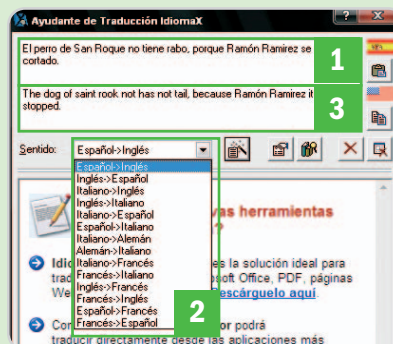 Ayudante de Traducción IdiomaX
El perro de San Roque no tiene rabo, porque Ramón Ramirez se
cortado.
1
The dog of saint rook not has not tail, because Ramón Ramirez it
stopped.
3
Sentido:
Español->Inglés
Español->Inglés
Inglés->Español
Italiano->Inglés
Inglés->Italiano
Italiano->Español
Español->Italiano
Italiano->Alemán
Alemán->Italiano
Italiano->Francés
Francés->Italiano
Inglés->Francés
Francés->Inglés
Español->Francés
Francés->Español
2
vas herramientas
?
es la solución ideal para
soft Office, PDF, páginas
We
Descárguelo aquí.
or podrá
traducir directamente desde las aplicaciones más